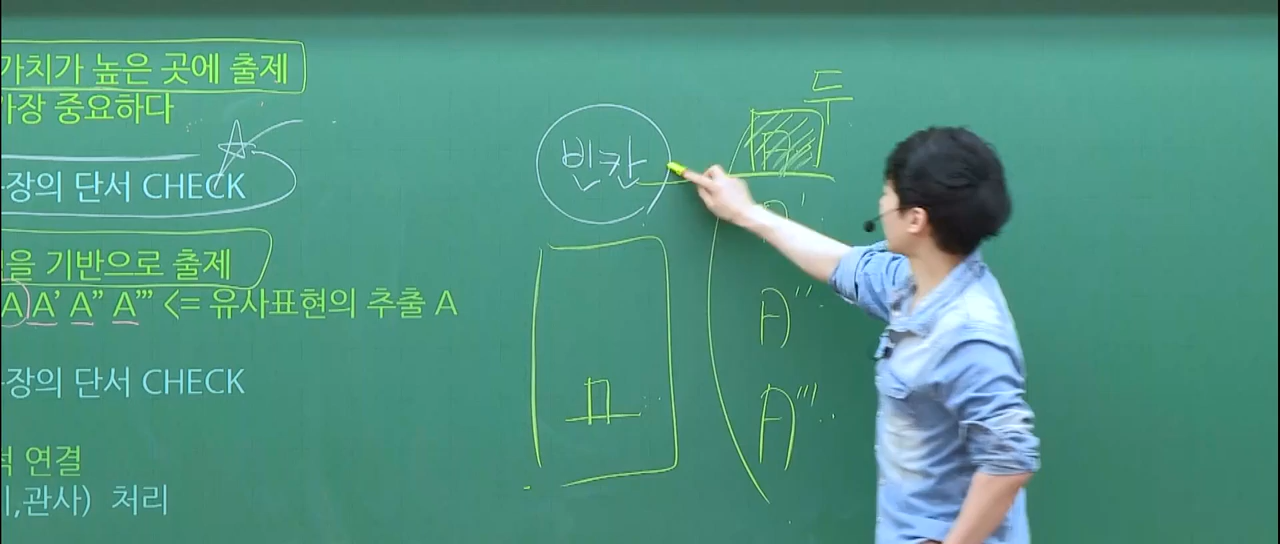 가치가 높은 곳에 출제
가장 중요하다
장의 단서 CHECK
을 기반으로 출제
A A' A" A"' <= 유사표현의 추출 A
장의 단서 CHECK
적 연결
,관사) 처리
빈칸
두
A"
A"'